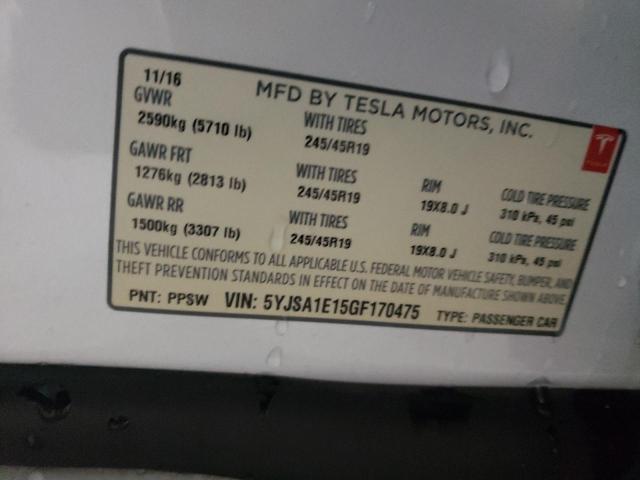 11/16 MFD BY TESLA MOTORS, INC.
GVWR WITH TIRES
2590kg (5710 lb) 245/45R19
GAWR FRT WITH TIRES RIM COLD TIRE PRESSURE
1276kg (2813 lb) 245/45R19 19X8.0 J 310 kPa, 45 psi
GAWR RR WITH TIRES RIM COLD TIRE PRESSURE
1500kg (3307 lb) 245/45R19 19X8.0 J 310 kPa, 45 psi
THIS VEHICLE CONFORMS TO ALL APPLICABLE U.S. FEDERAL MOTOR VEHICLE SAFETY, BUMPER, AND
THEFT PREVENTION STANDARDS IN EFFECT ON THE DATE OF MANUFACTURE SHOWN ABOVE
PNT: PPSW VIN: 5YJSA1E15GF170475 TYPE: PASSENGER CAR